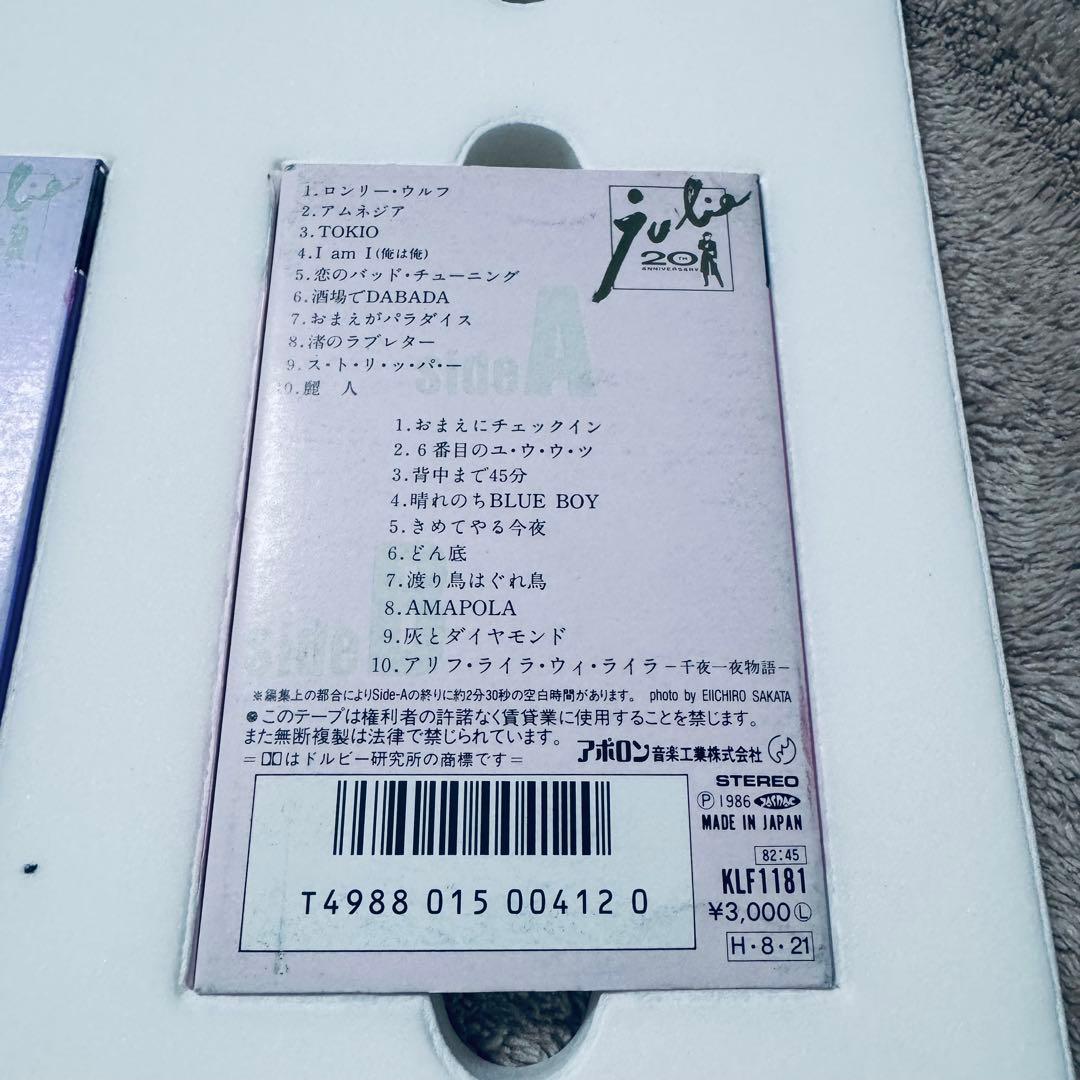 julie
20TH
ANNIVERSARY
1.ロンリー・ウルフ
2.アムネジア
3.TOKIO
4.I am I(俺は俺)
5.恋のバッド・チューニング
6.酒場でDABADA
7.おまえがパラダイス
8.渚のラブレター
9.ス・ト・リ・ッ・パ・ー
0.麗 人
side A
1.おまえにチェックイン
2.6番目のユ・ウ・ウ・ツ
3.背中まで45分
4.晴れのちBLUE BOY
5.きめてやる今夜
6.どん底
7.渡り鳥はぐれ鳥
8.AMAPOLA
9.灰とダイヤモンド
10.アリフ・ライラ・ウィ・ライラ−千夜一夜物語−
side
※編集上の都合によりSide-Aの終りに約2分30秒の空白時間があります。 photo by EIICHIRO SAKATA
●このテープは権利者の許諾なく賃貸業に使用することを禁じます。
また無断複製は法律で禁じられています。
=はドルビー研究所の商標です=
アポロン音楽工業株式会社
STEREO
Ⓟ1986 JASRAC
MADE IN JAPAN
82:45
KLF1181
¥3,000Ⓛ
H・8・21
T4988 015 00412 0